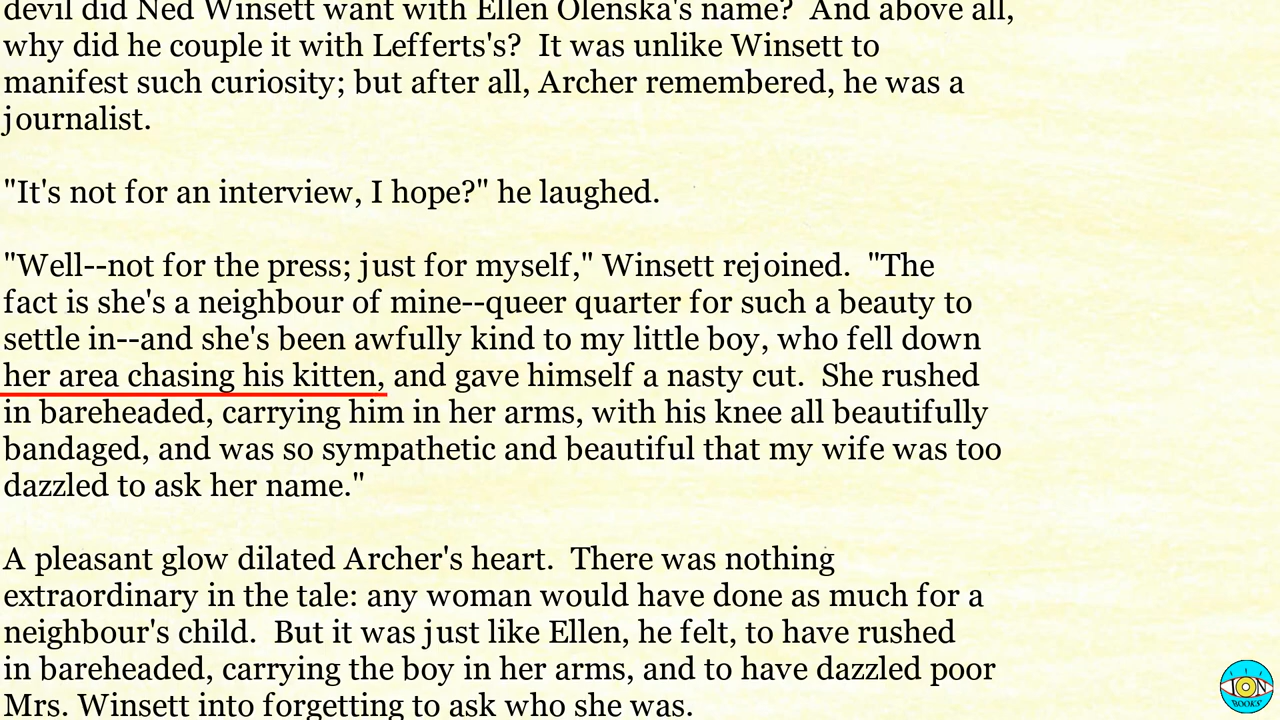 devil did Ned Winsett want with Ellen Olenska's name?  And above all,
why did he couple it with Lefferts's?  It was unlike Winsett to
manifest such curiosity; but after all, Archer remembered, he was a
journalist.
"It's not for an interview, I hope?" he laughed.
"Well--not for the press; just for myself," Winsett rejoined.  "The
fact is she's a neighbour of mine--queer quarter for such a beauty to
settle in--and she's been awfully kind to my little boy, who fell down
her area chasing his kitten, and gave himself a nasty cut.  She rushed
in bareheaded, carrying him in her arms, with his knee all beautifully
bandaged, and was so sympathetic and beautiful that my wife was too
dazzled to ask her name."
A pleasant glow dilated Archer's heart.  There was nothing
extraordinary in the tale: any woman would have done as much for a
neighbour's child.  But it was just like Ellen, he felt, to have rushed
in bareheaded, carrying the boy in her arms, and to have dazzled poor
Mrs. Winsett into forgetting to ask who she was.
ION
BOOKS